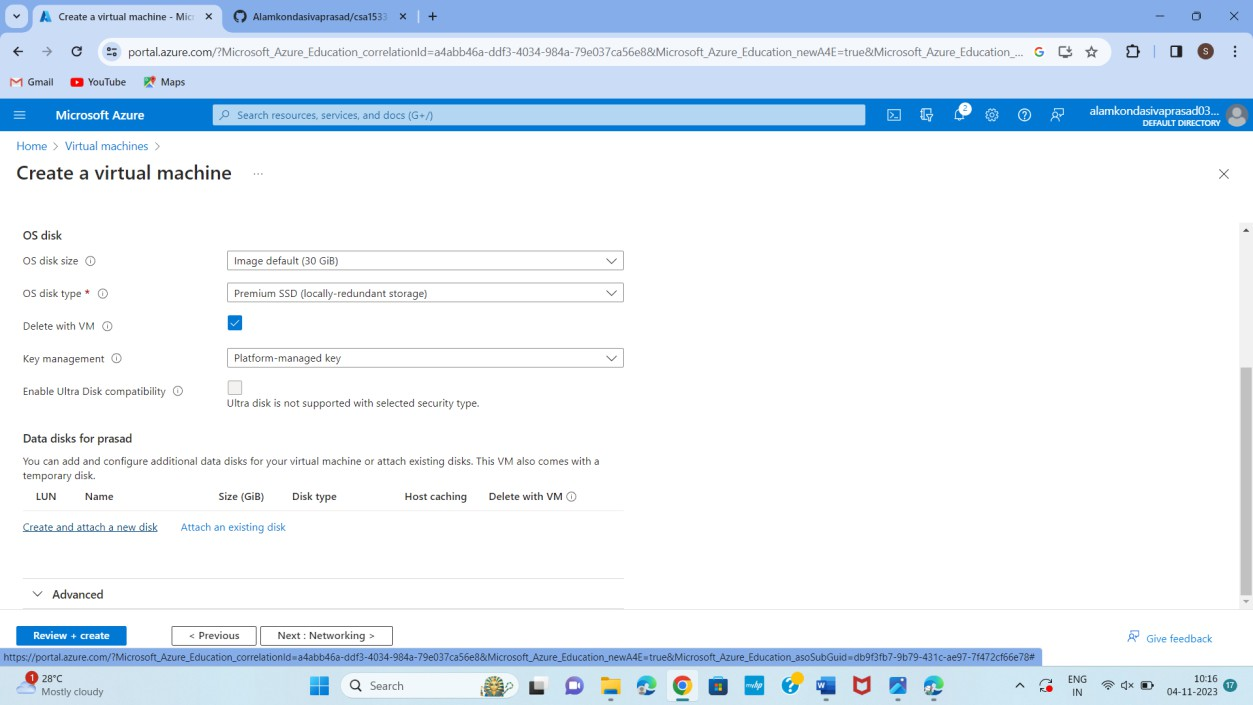 Create a virtual machine - Mic
Alamkondasivaprasad/csa1533
portal.azure.com/?Microsoft_Azure_Education_correlationId=a4abb46a-ddf3-4034-984a-79e037ca56e8&Microsoft_Azure_Education_newA4E=true&Microsoft_Azure_Education_...
S
Gmail YouTube Maps
Microsoft Azure
Search resources, services, and docs (G+/)
2
alamkondasivaprasad03...
DEFAULT DIRECTORY
Home > Virtual machines >
Create a virtual machine ...
OS disk
OS disk size Image default (30 GiB)
OS disk type * Premium SSD (locally-redundant storage)
Delete with VM
Key management Platform-managed key
Enable Ultra Disk compatibility
Ultra disk is not supported with selected security type.
Data disks for prasad
You can add and configure additional data disks for your virtual machine or attach existing disks. This VM also comes with a
temporary disk.
LUN Name Size (GiB) Disk type Host caching Delete with VM
Create and attach a new disk Attach an existing disk
Advanced
Review + create < Previous Next : Networking > Give feedback
https://portal.azure.com/?Microsoft_Azure_Education_correlationId=a4abb46a-ddf3-4034-984a-79e037ca56e8&Microsoft_Azure_Education_newA4E=true&Microsoft_Azure_Education_asoSubGuid=db9f3fb7-9b79-431c-ae97-7f472cf66e78#
1
28°C
Mostly cloudy
Search
ENG
IN
10:16
04-11-2023
17